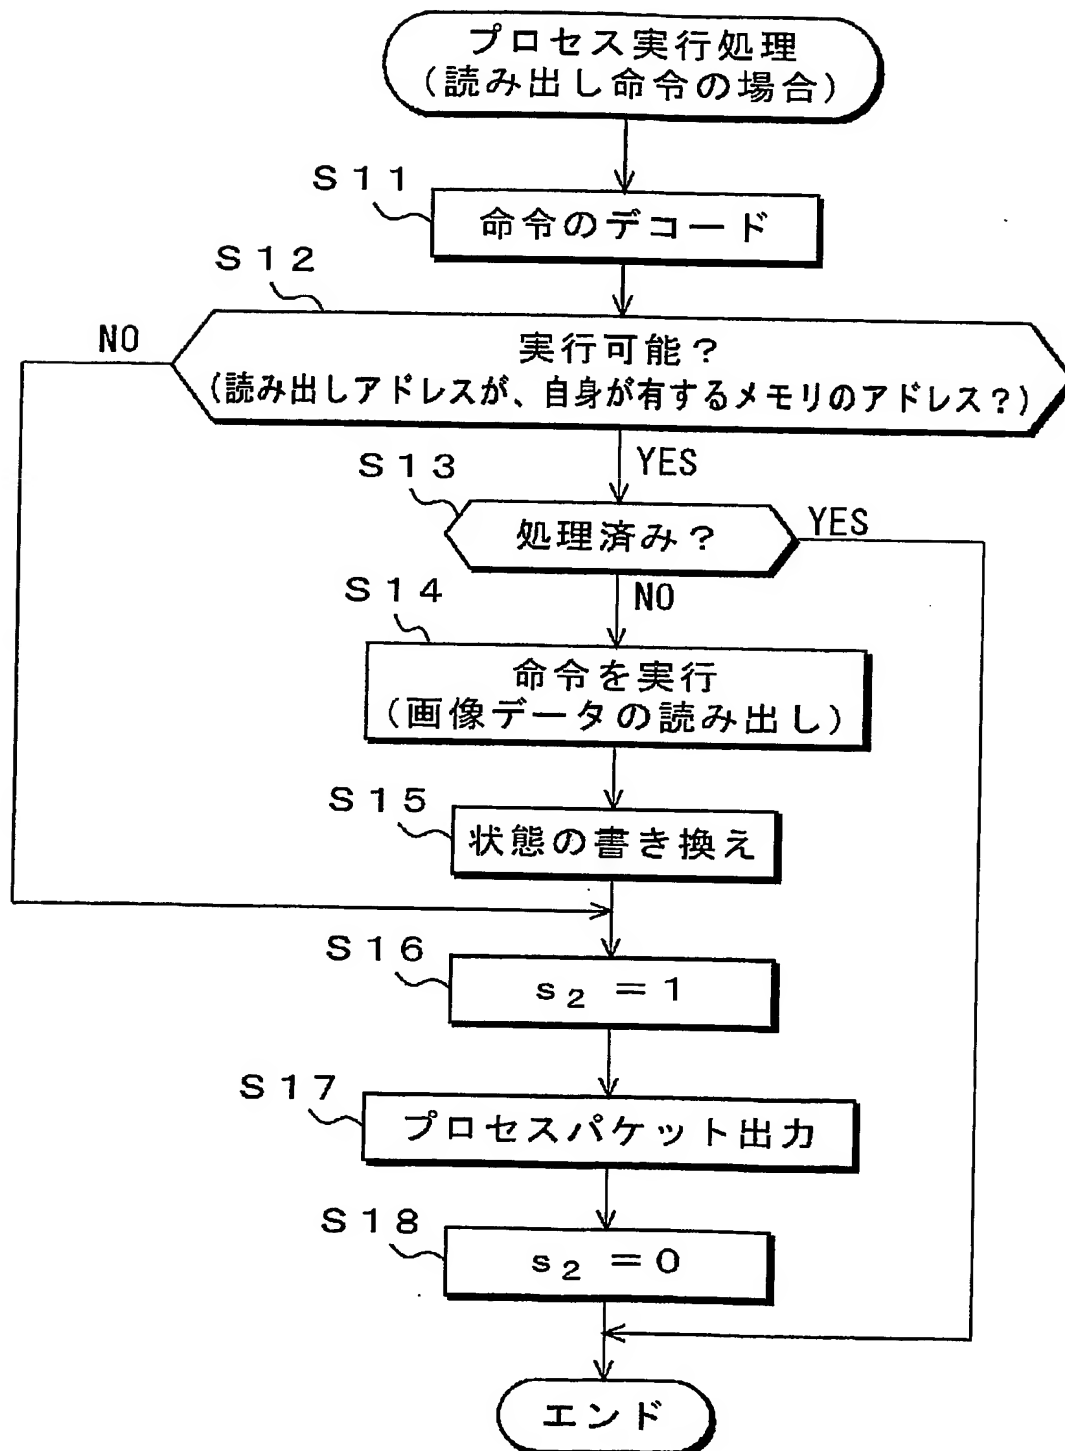 プロセス実行処理
(読み出し命令の場合)
S11
命令のデコード
S12
NO
実行可能?
(読み出しアドレスが、自身が有するメモリのアドレス?)
YES
S13
処理済み?
YES
NO
S14
命令を実行
(画像データの読み出し)
S15
状態の書き換え
S16
s₂ =1
S17
プロセスパケット出力
S18
s₂ =0
エンド